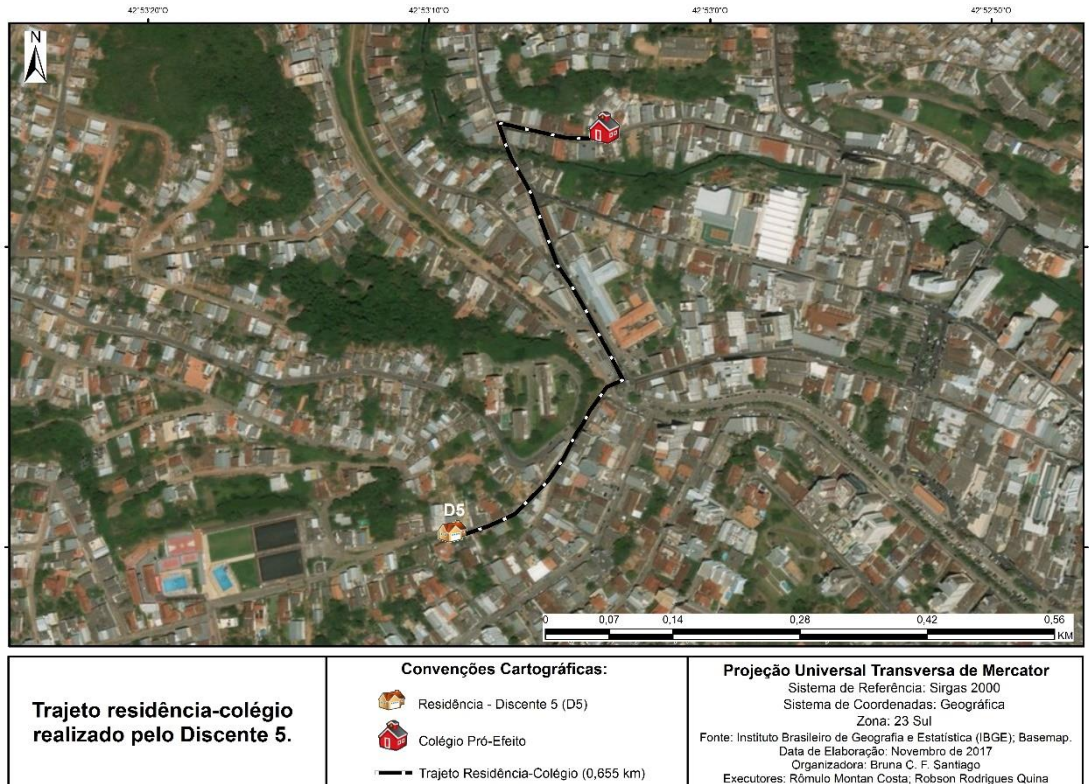 42°53'20"O 42°53'10"O 42°53'0"O 42°52'50"O
N
D5
0 0,07 0,14 0,28 0,42 0,56
KM
Trajeto residência-colégio
realizado pelo Discente 5.
Convenções Cartográficas:
Residência - Discente 5 (D5)
Colégio Pró-Efeito
Trajeto Residência-Colégio (0,655 km)
Projeção Universal Transversa de Mercator
Sistema de Referência: Sirgas 2000
Sistema de Coordenadas: Geográfica
Zona: 23 Sul
Fonte: Instituto Brasileiro de Geografia e Estatística (IBGE); Basemap.
Data de Elaboração: Novembro de 2017
Organizadora: Bruna C. F. Santiago
Executores: Rômulo Montan Costa; Robson Rodrigues Quina